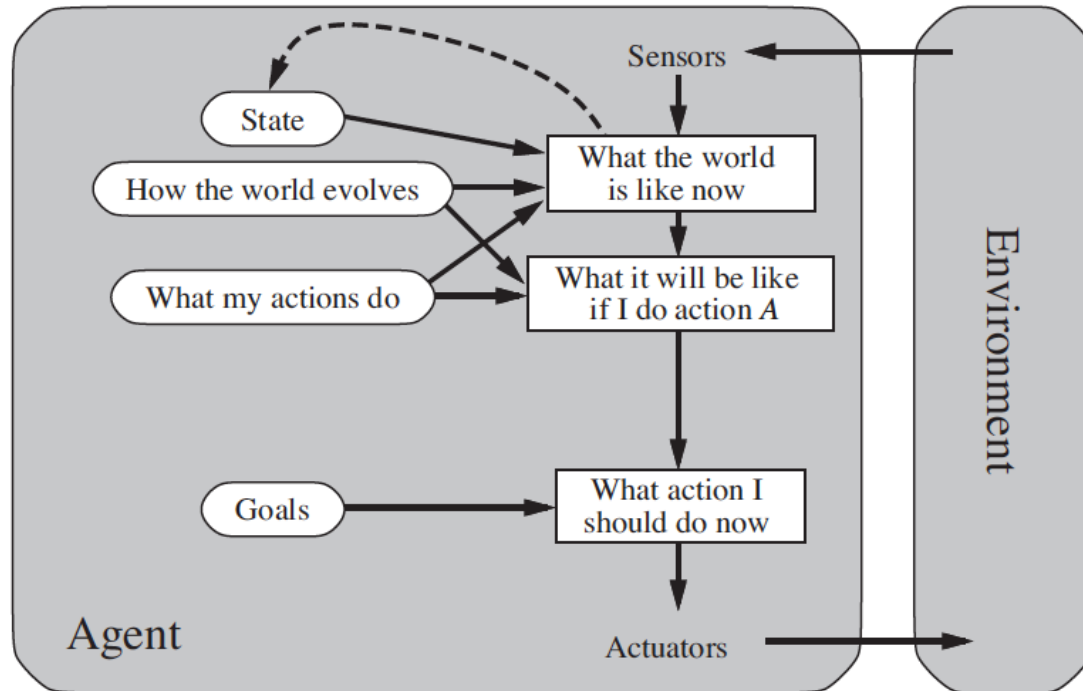 Sensors
State
What the world
is like now
How the world evolves
What it will be like
if I do action A
What my actions do
Environment
What action I
should do now
Goals
Agent
Actuators